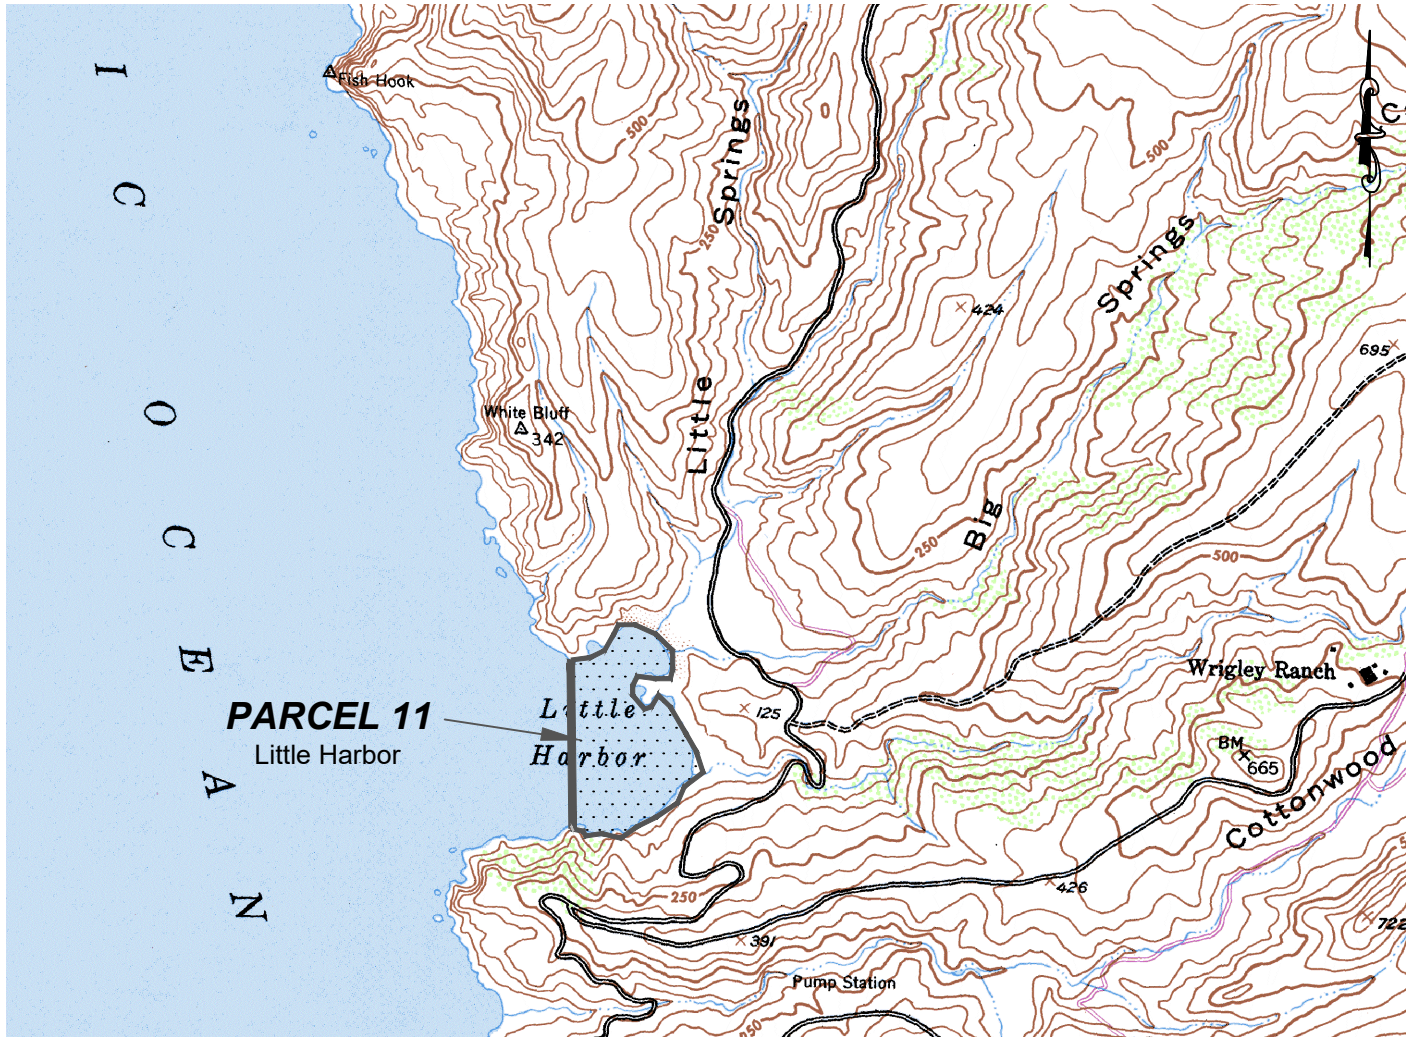 I
C
O
C
E
A
N
Fish Hook
500
Springs
250
Little
C
500
Springs
424
695
White Bluff
342
Big
250
500
Wrigley Ranch
PARCEL 11
Little Harbor
Little
Harbor
125
BM
665
Cottonwood
250
426
391
722
Pump Station
250